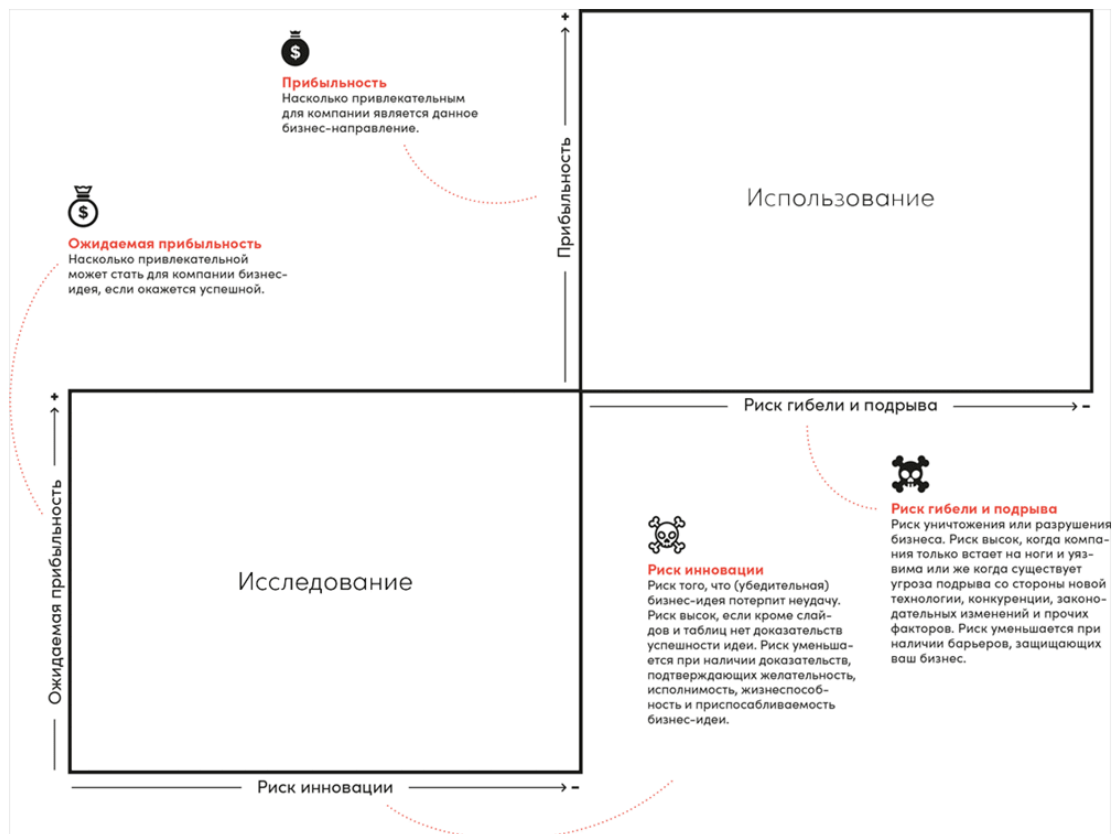 $
Прибыльность
Насколько привлекательным
для компании является данное
бизнес-направление.
$
Ожидаемая прибыльность
Насколько привлекательной
может стать для компании бизнес-
идея, если окажется успешной.
+
Прибыльность
Использование
Риск гибели и подрыва
-
+
Ожидаемая прибыльность
Исследование
Риск инновации
-
Риск инновации
Риск того, что (убедительная)
бизнес-идея потерпит неудачу.
Риск высок, если кроме слай-
дов и таблиц нет доказательств
успешности идеи. Риск уменьша-
ется при наличии доказательств,
подтверждающих желательность,
исполнимость, жизнеспособ-
ность и приспосабливаемость
бизнес-идеи.
Риск гибели и подрыва
Риск уничтожения или разрушения
бизнеса. Риск высок, когда компа-
ния только встает на ноги и уяз-
вима или же когда существует
угроза подрыва со стороны новой
технологии, конкуренции, законо-
дательных изменений и прочих
факторов. Риск уменьшается при
наличии барьеров, защищающих
ваш бизнес.